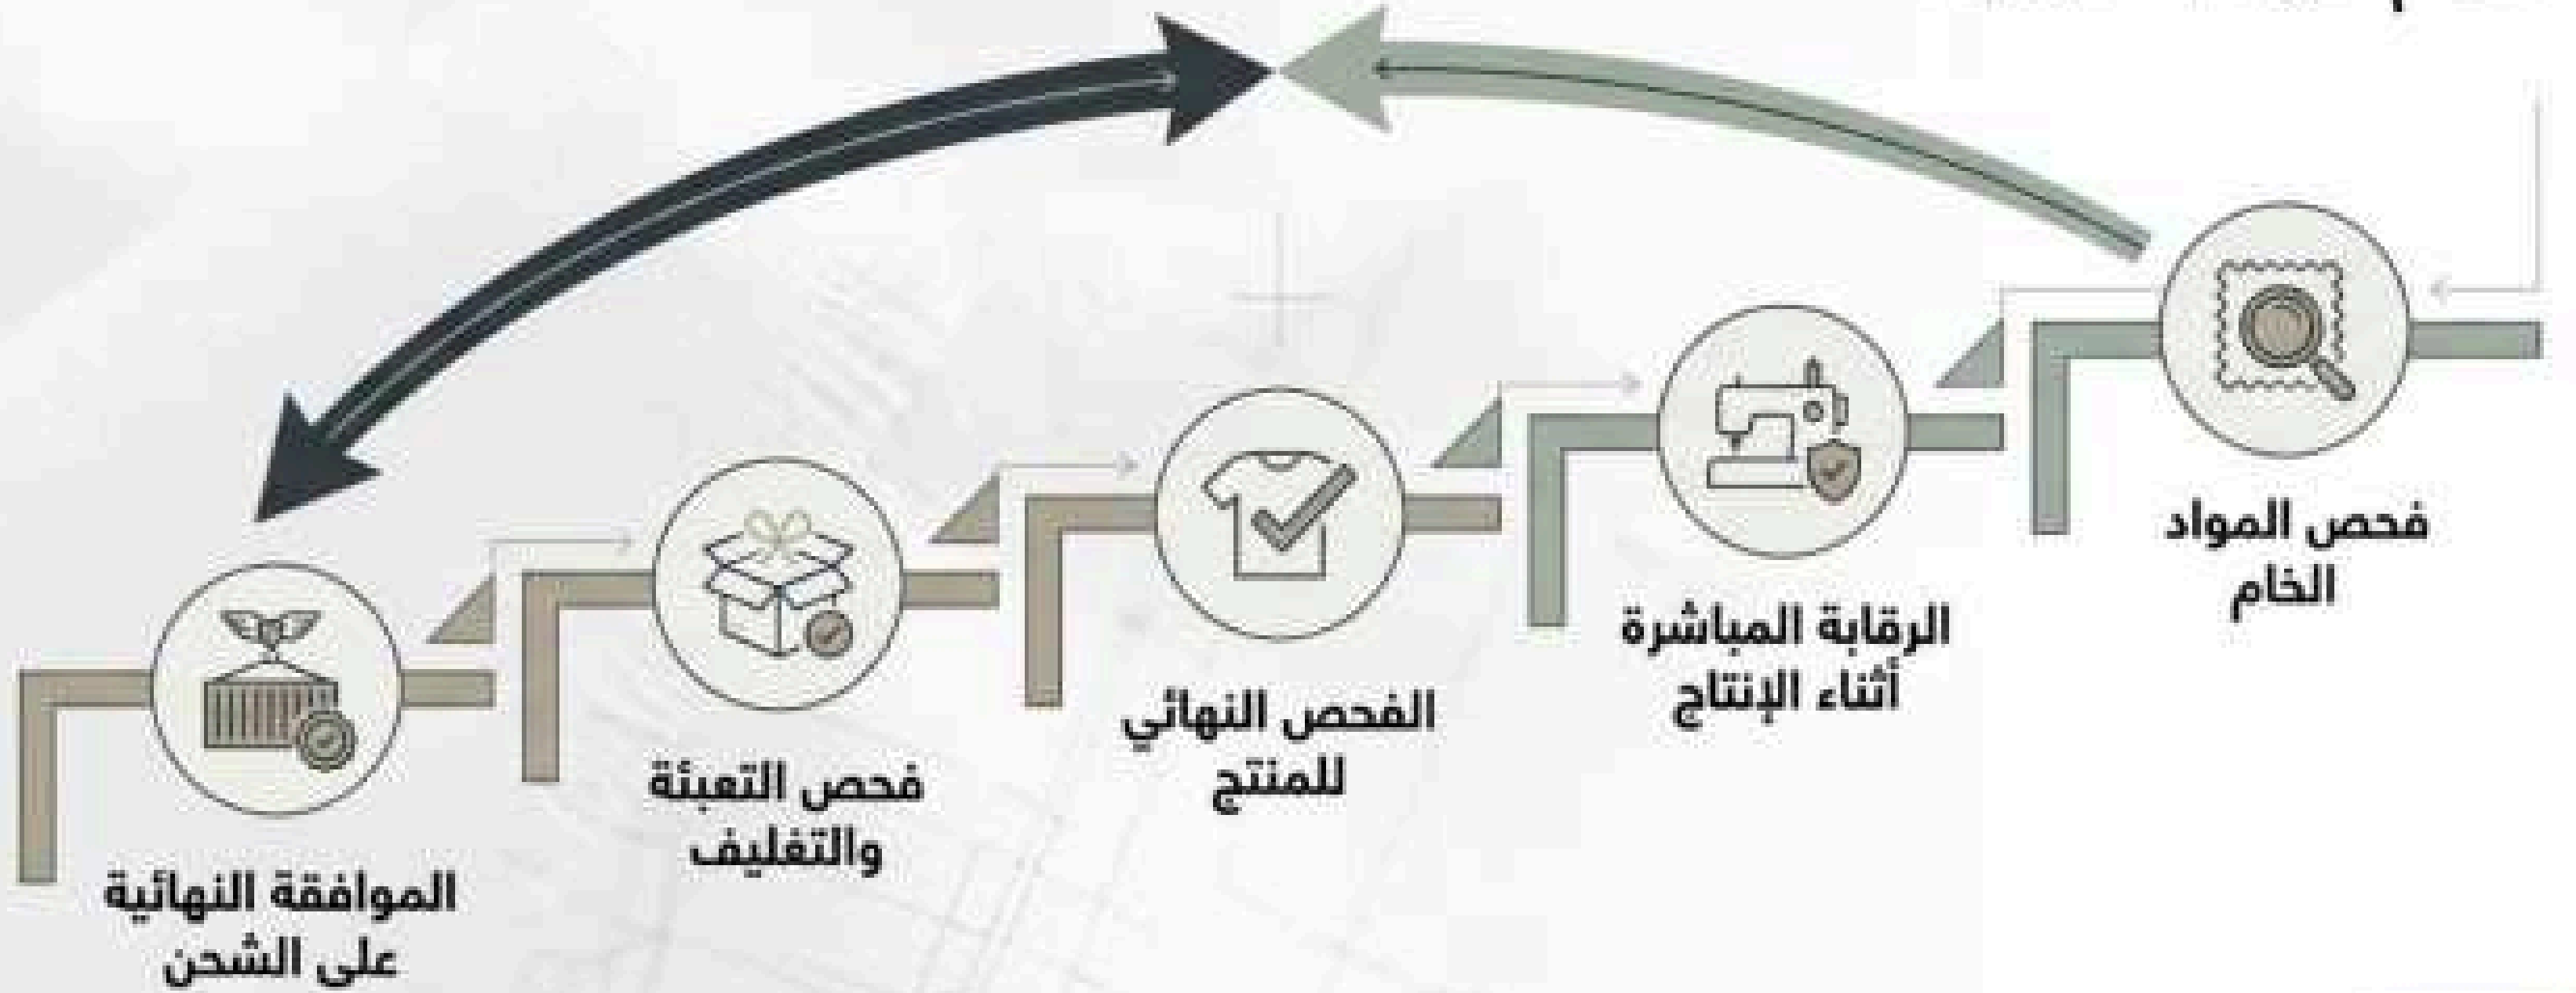 فحص المواد
الخام
الرقابة المباشرة
أثناء الإنتاج
الفحص النهائي
للمنتج
فحص التعبئة
والتغليف
الموافقة النهائية
على الشحن